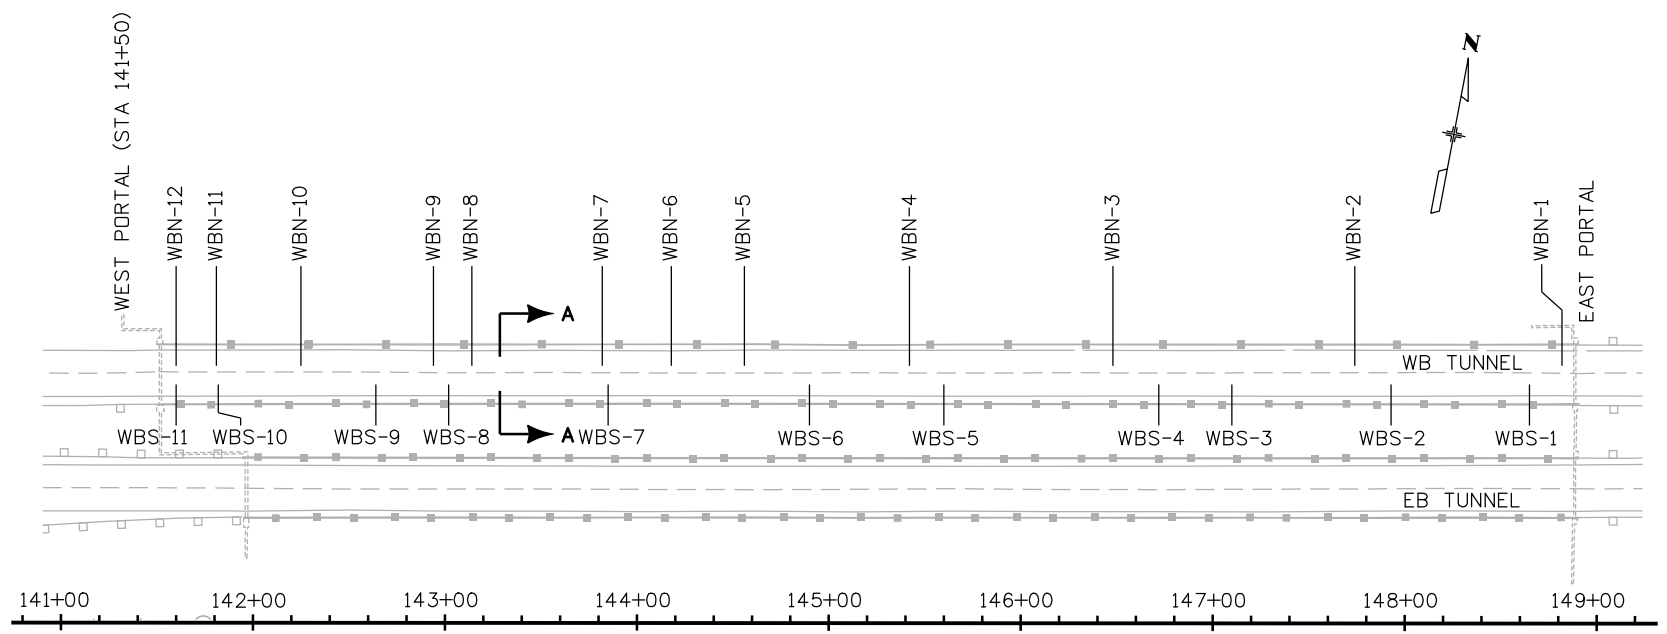 WEST PORTAL (STA 141+50)
WBN-12
WBN-11
WBN-10
WBN-9
WBN-8
WBN-7
WBN-6
WBN-5
WBN-4
WBN-3
WBN-2
WBN-1
EAST PORTAL
N
A
WB TUNNEL
WBS-11
WBS-10
WBS-9
WBS-8
A
WBS-7
WBS-6
WBS-5
WBS-4
WBS-3
WBS-2
WBS-1
EB TUNNEL
141+00
142+00
143+00
144+00
145+00
146+00
147+00
148+00
149+00